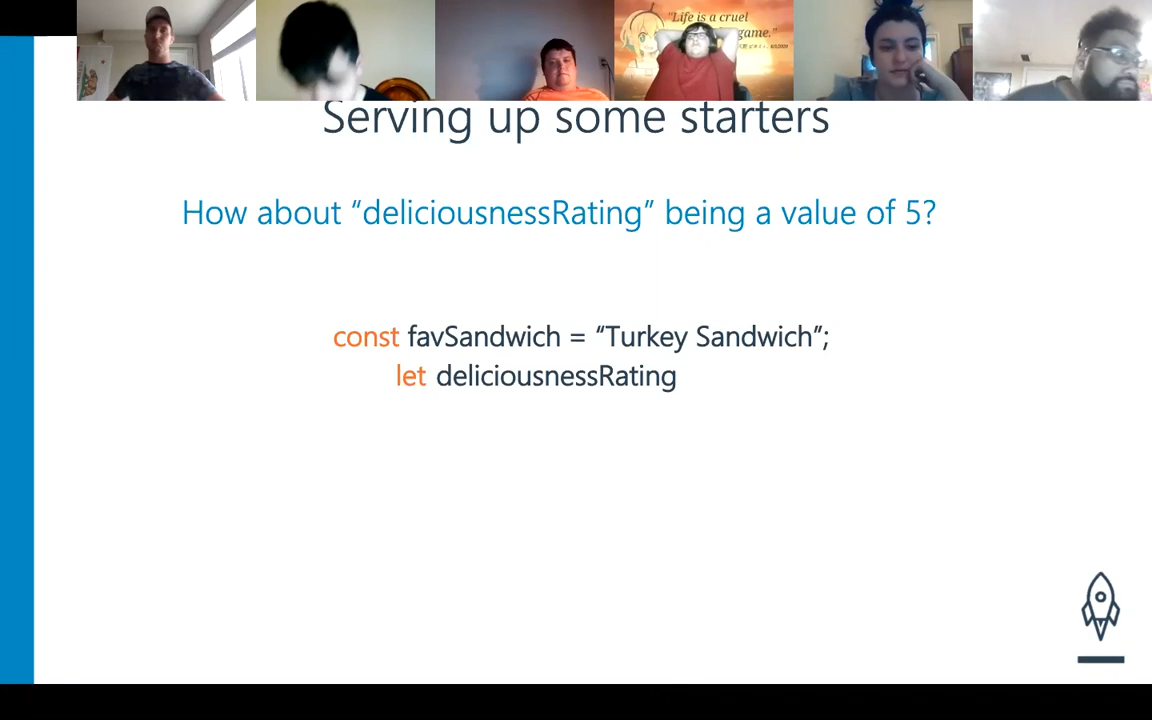 "Life is a cruel
game."
Serving up some starters
How about “deliciousnessRating” being a value of 5?
const favSandwich = “Turkey Sandwich”;
let deliciousnessRating